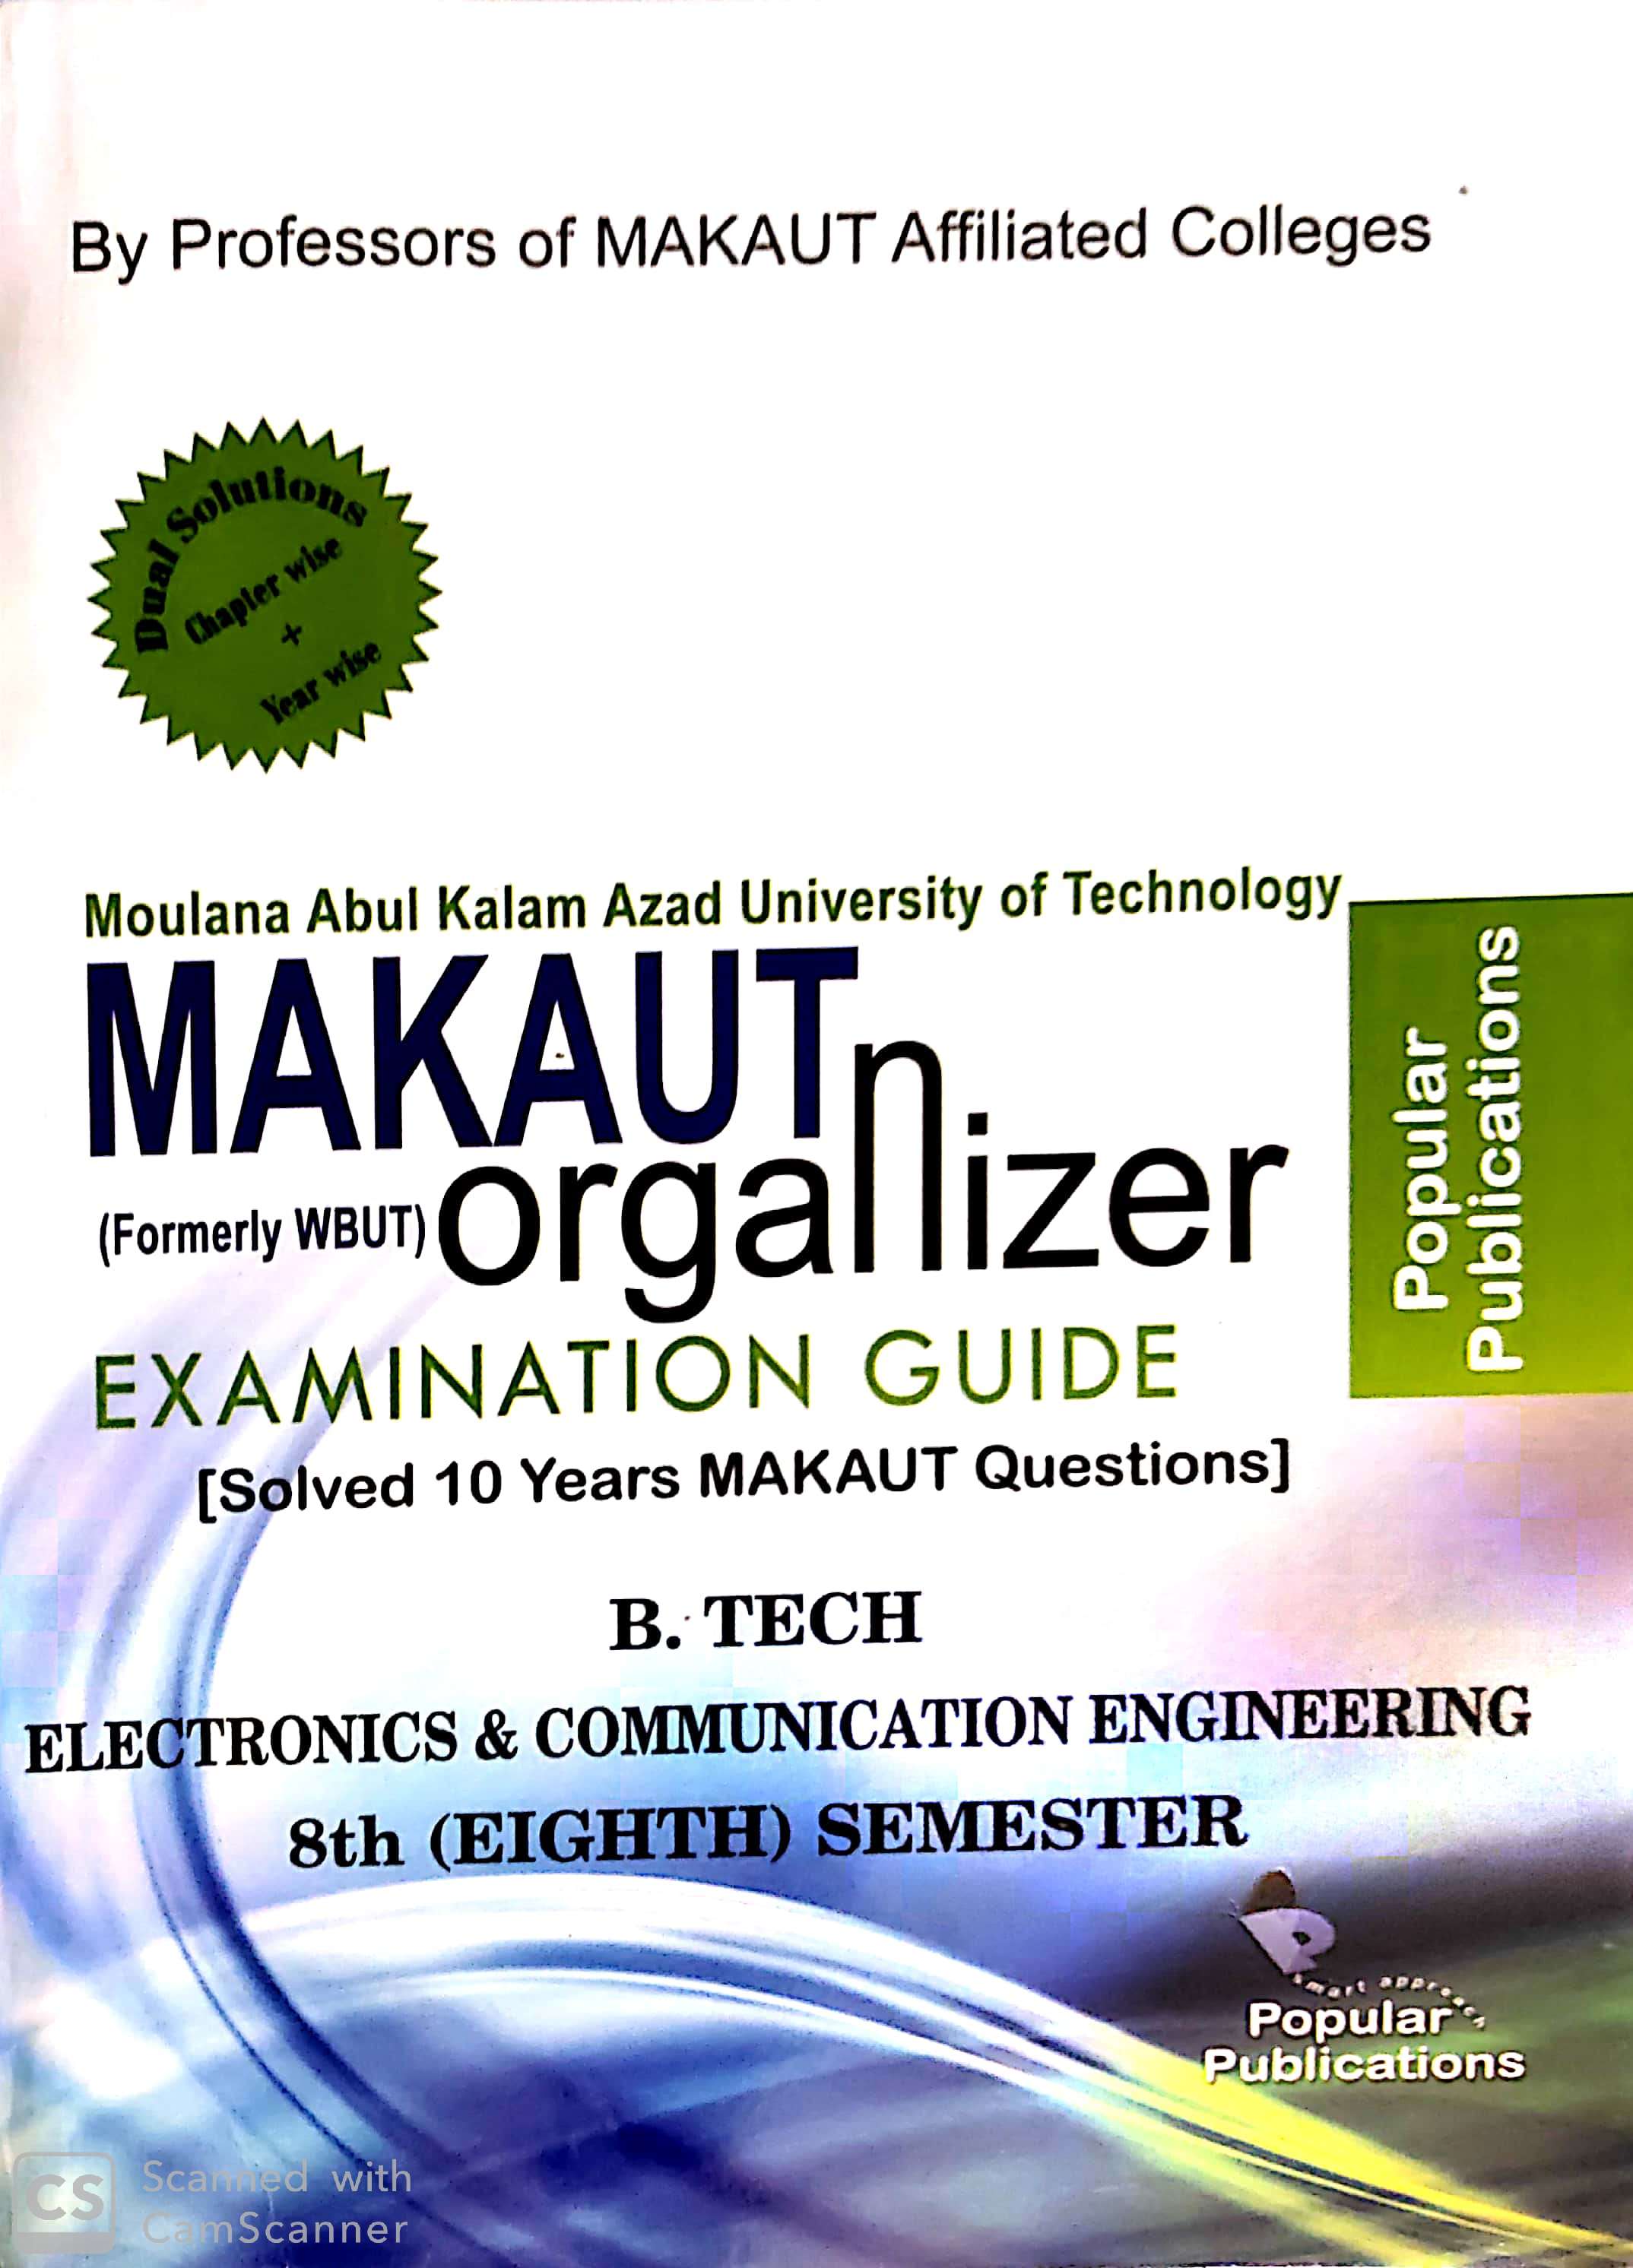 By Professors of MAKAUT Affiliated Colleges
Dual Solutions
Chapter wise
+
Year wise
Moulana Abul Kalam Azad University of Technology
MAKAUT
(Formerly WBUT) organizer
EXAMINATION GUIDE
[Solved 10 Years MAKAUT Questions]
Popular
Publications
B. TECH
ELECTRONICS & COMMUNICATION ENGINEERING
8th (EIGHTH) SEMESTER
P
smart approach
Popular
Publications
CS
Scanned with
CamScanner